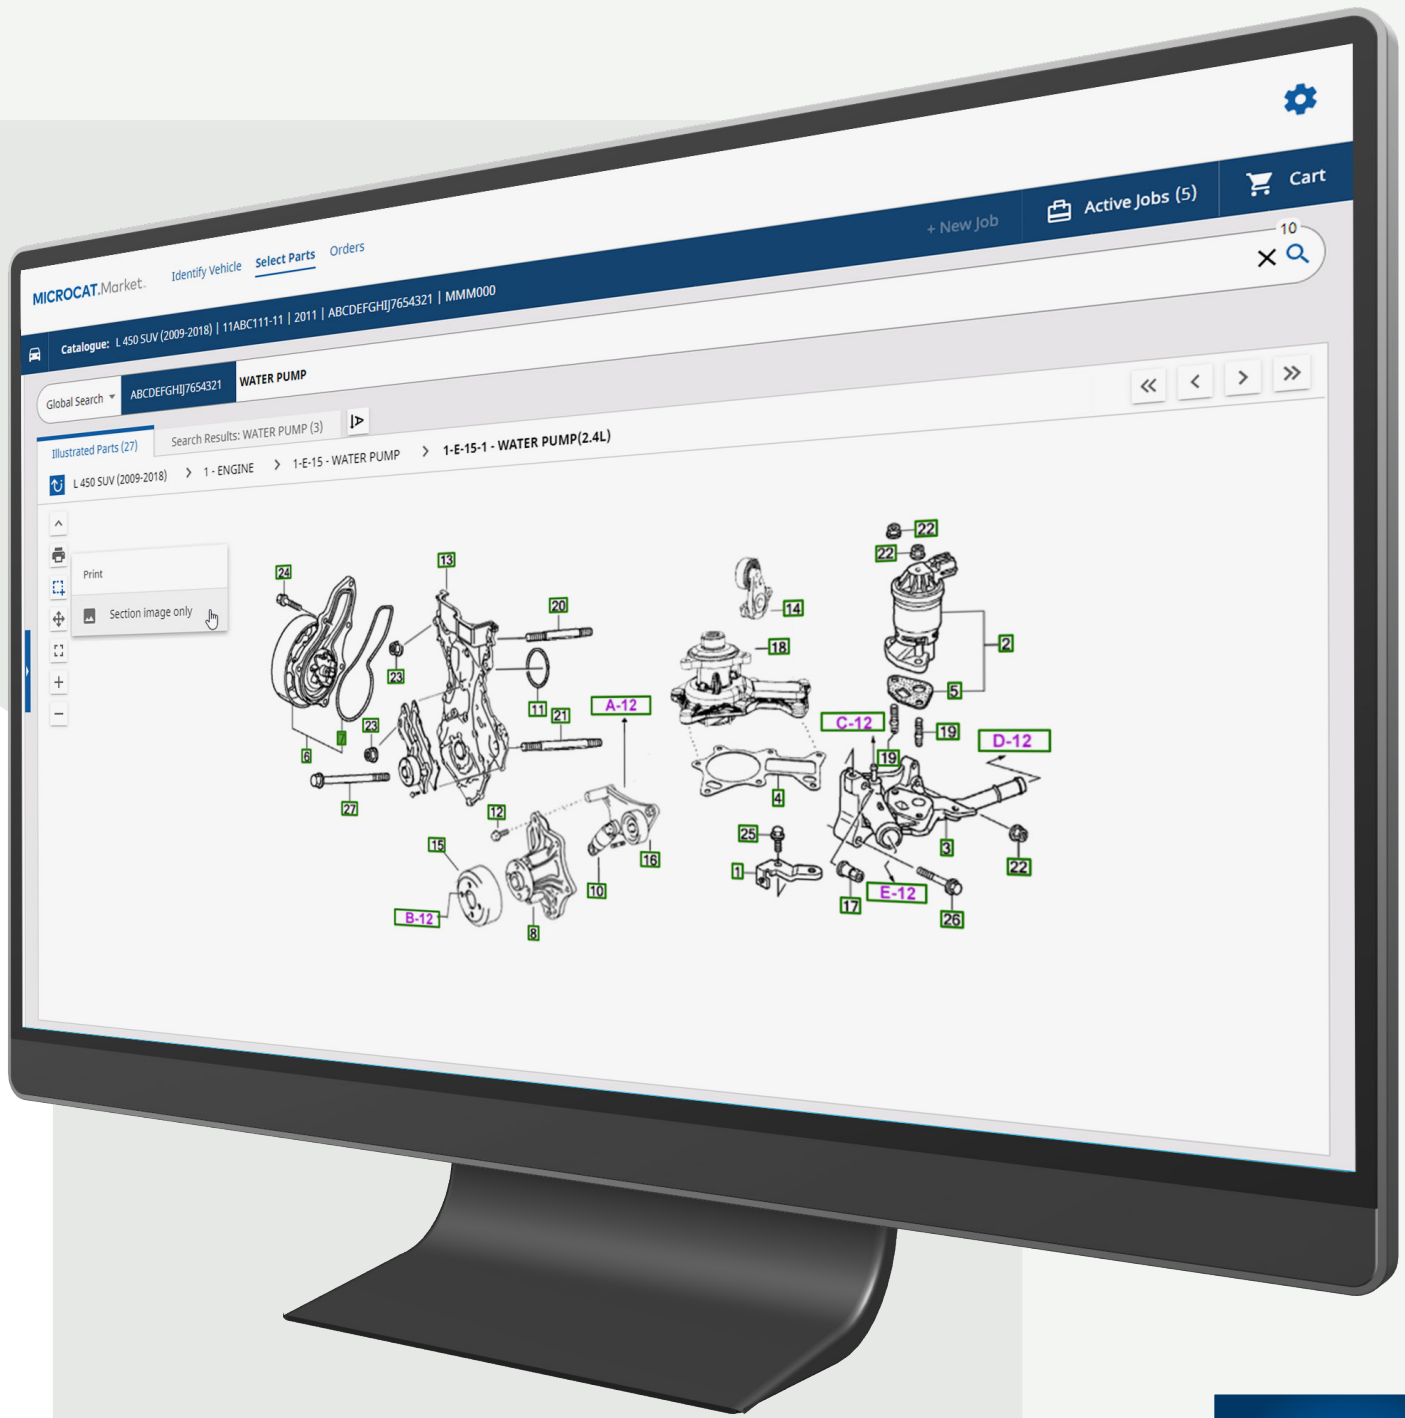 MICROCAT.Market.
Identify Vehicle
Select Parts
Orders
+ New Job
Active Jobs (5)
Cart
Catalogue: L 450 SUV (2009-2018) | 11ABC111-11 | 2011 | ABCDEFGHIJ7654321 | MMM000
10
Global Search
ABCDEFGHIJ7654321
WATER PUMP
Illustrated Parts (27)
Search Results: WATER PUMP (3)
L 450 SUV (2009-2018) > 1 - ENGINE > 1-E-15 - WATER PUMP > 1-E-15-1 - WATER PUMP(2.4L)
Print
Section image only
24
13
20
23
11
21
A-12
7
23
6
27
12
15
16
10
B-12
8
14
18
22
22
2
5
C-12
19
19
D-12
4
25
1
3
22
17
E-12
26